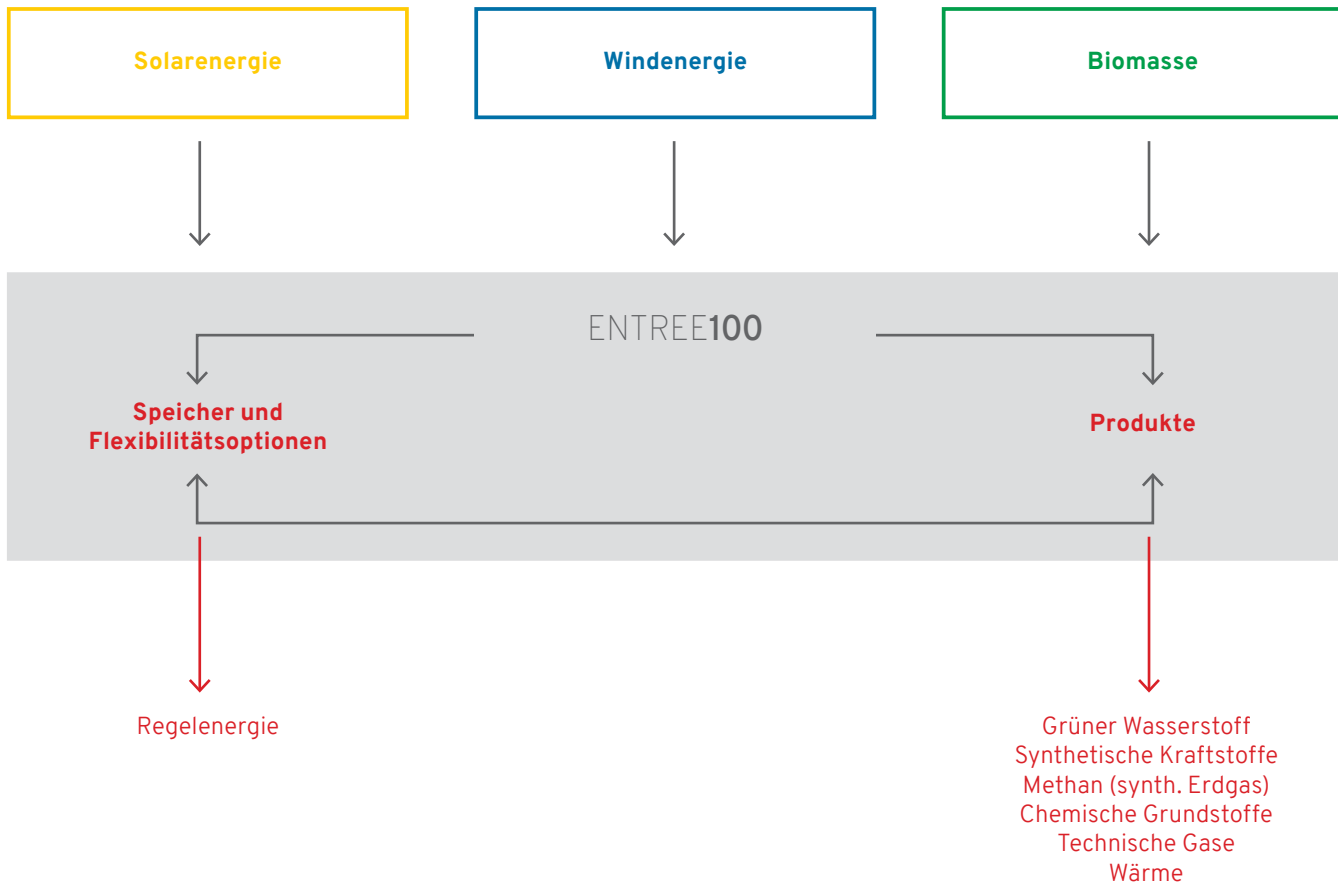 Solarenergie
Windenergie
Biomasse
ENTREE100
Speicher und
Flexibilitätsoptionen
Produkte
Regelenergie
Grüner Wasserstoff
Synthetische Kraftstoffe
Methan (synth. Erdgas)
Chemische Grundstoffe
Technische Gase
Wärme